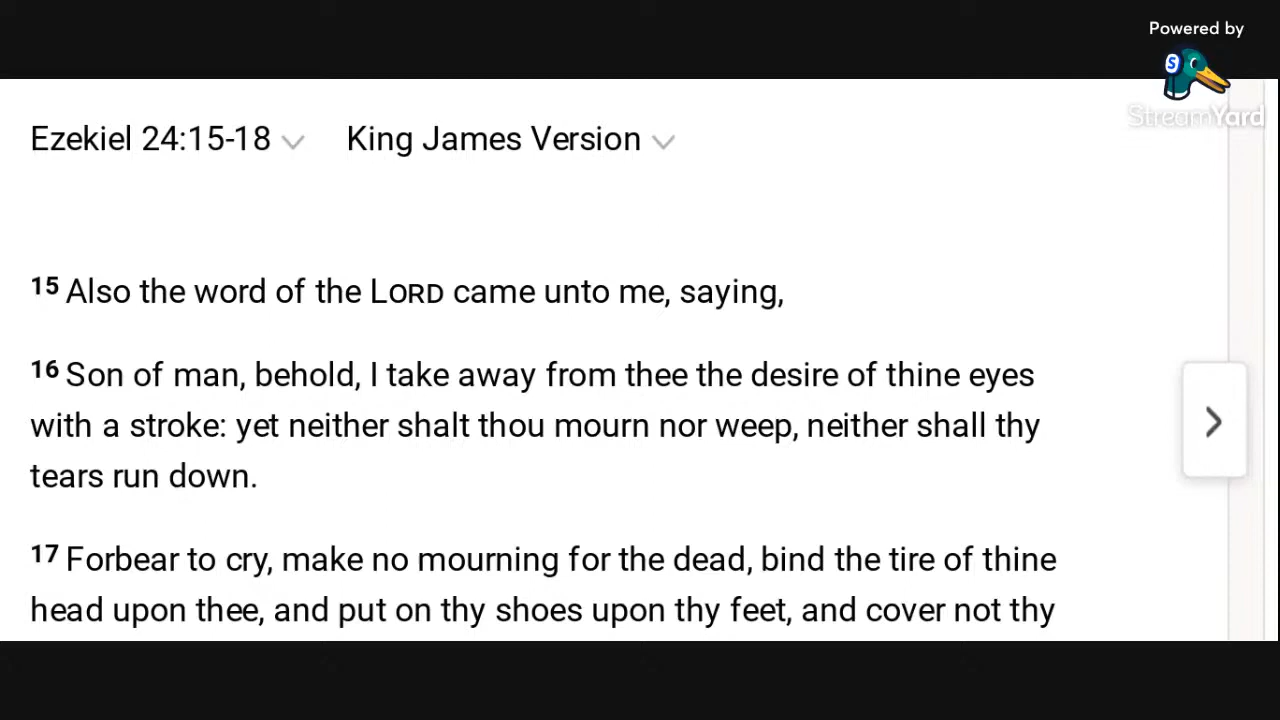 Powered by
S
StreamYard
Ezekiel 24:15-18 King James Version
15 Also the word of the LORD came unto me, saying,
16 Son of man, behold, I take away from thee the desire of thine eyes
with a stroke: yet neither shalt thou mourn nor weep, neither shall thy
tears run down.
17 Forbear to cry, make no mourning for the dead, bind the tire of thine
head upon thee, and put on thy shoes upon thy feet, and cover not thy